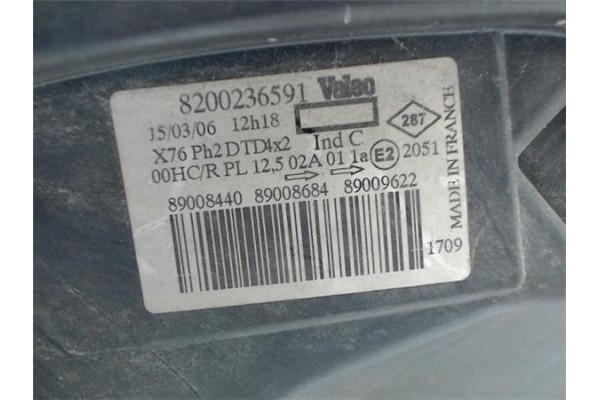 8200236591 Valeo
15/03/06 12h18
287
X76 Ph2 DTD4x2 Ind C
00HC/R PL 12,5 02A 01 1a E2 2051
89008440 89008684 89009622
1709
MADE IN FRANCE